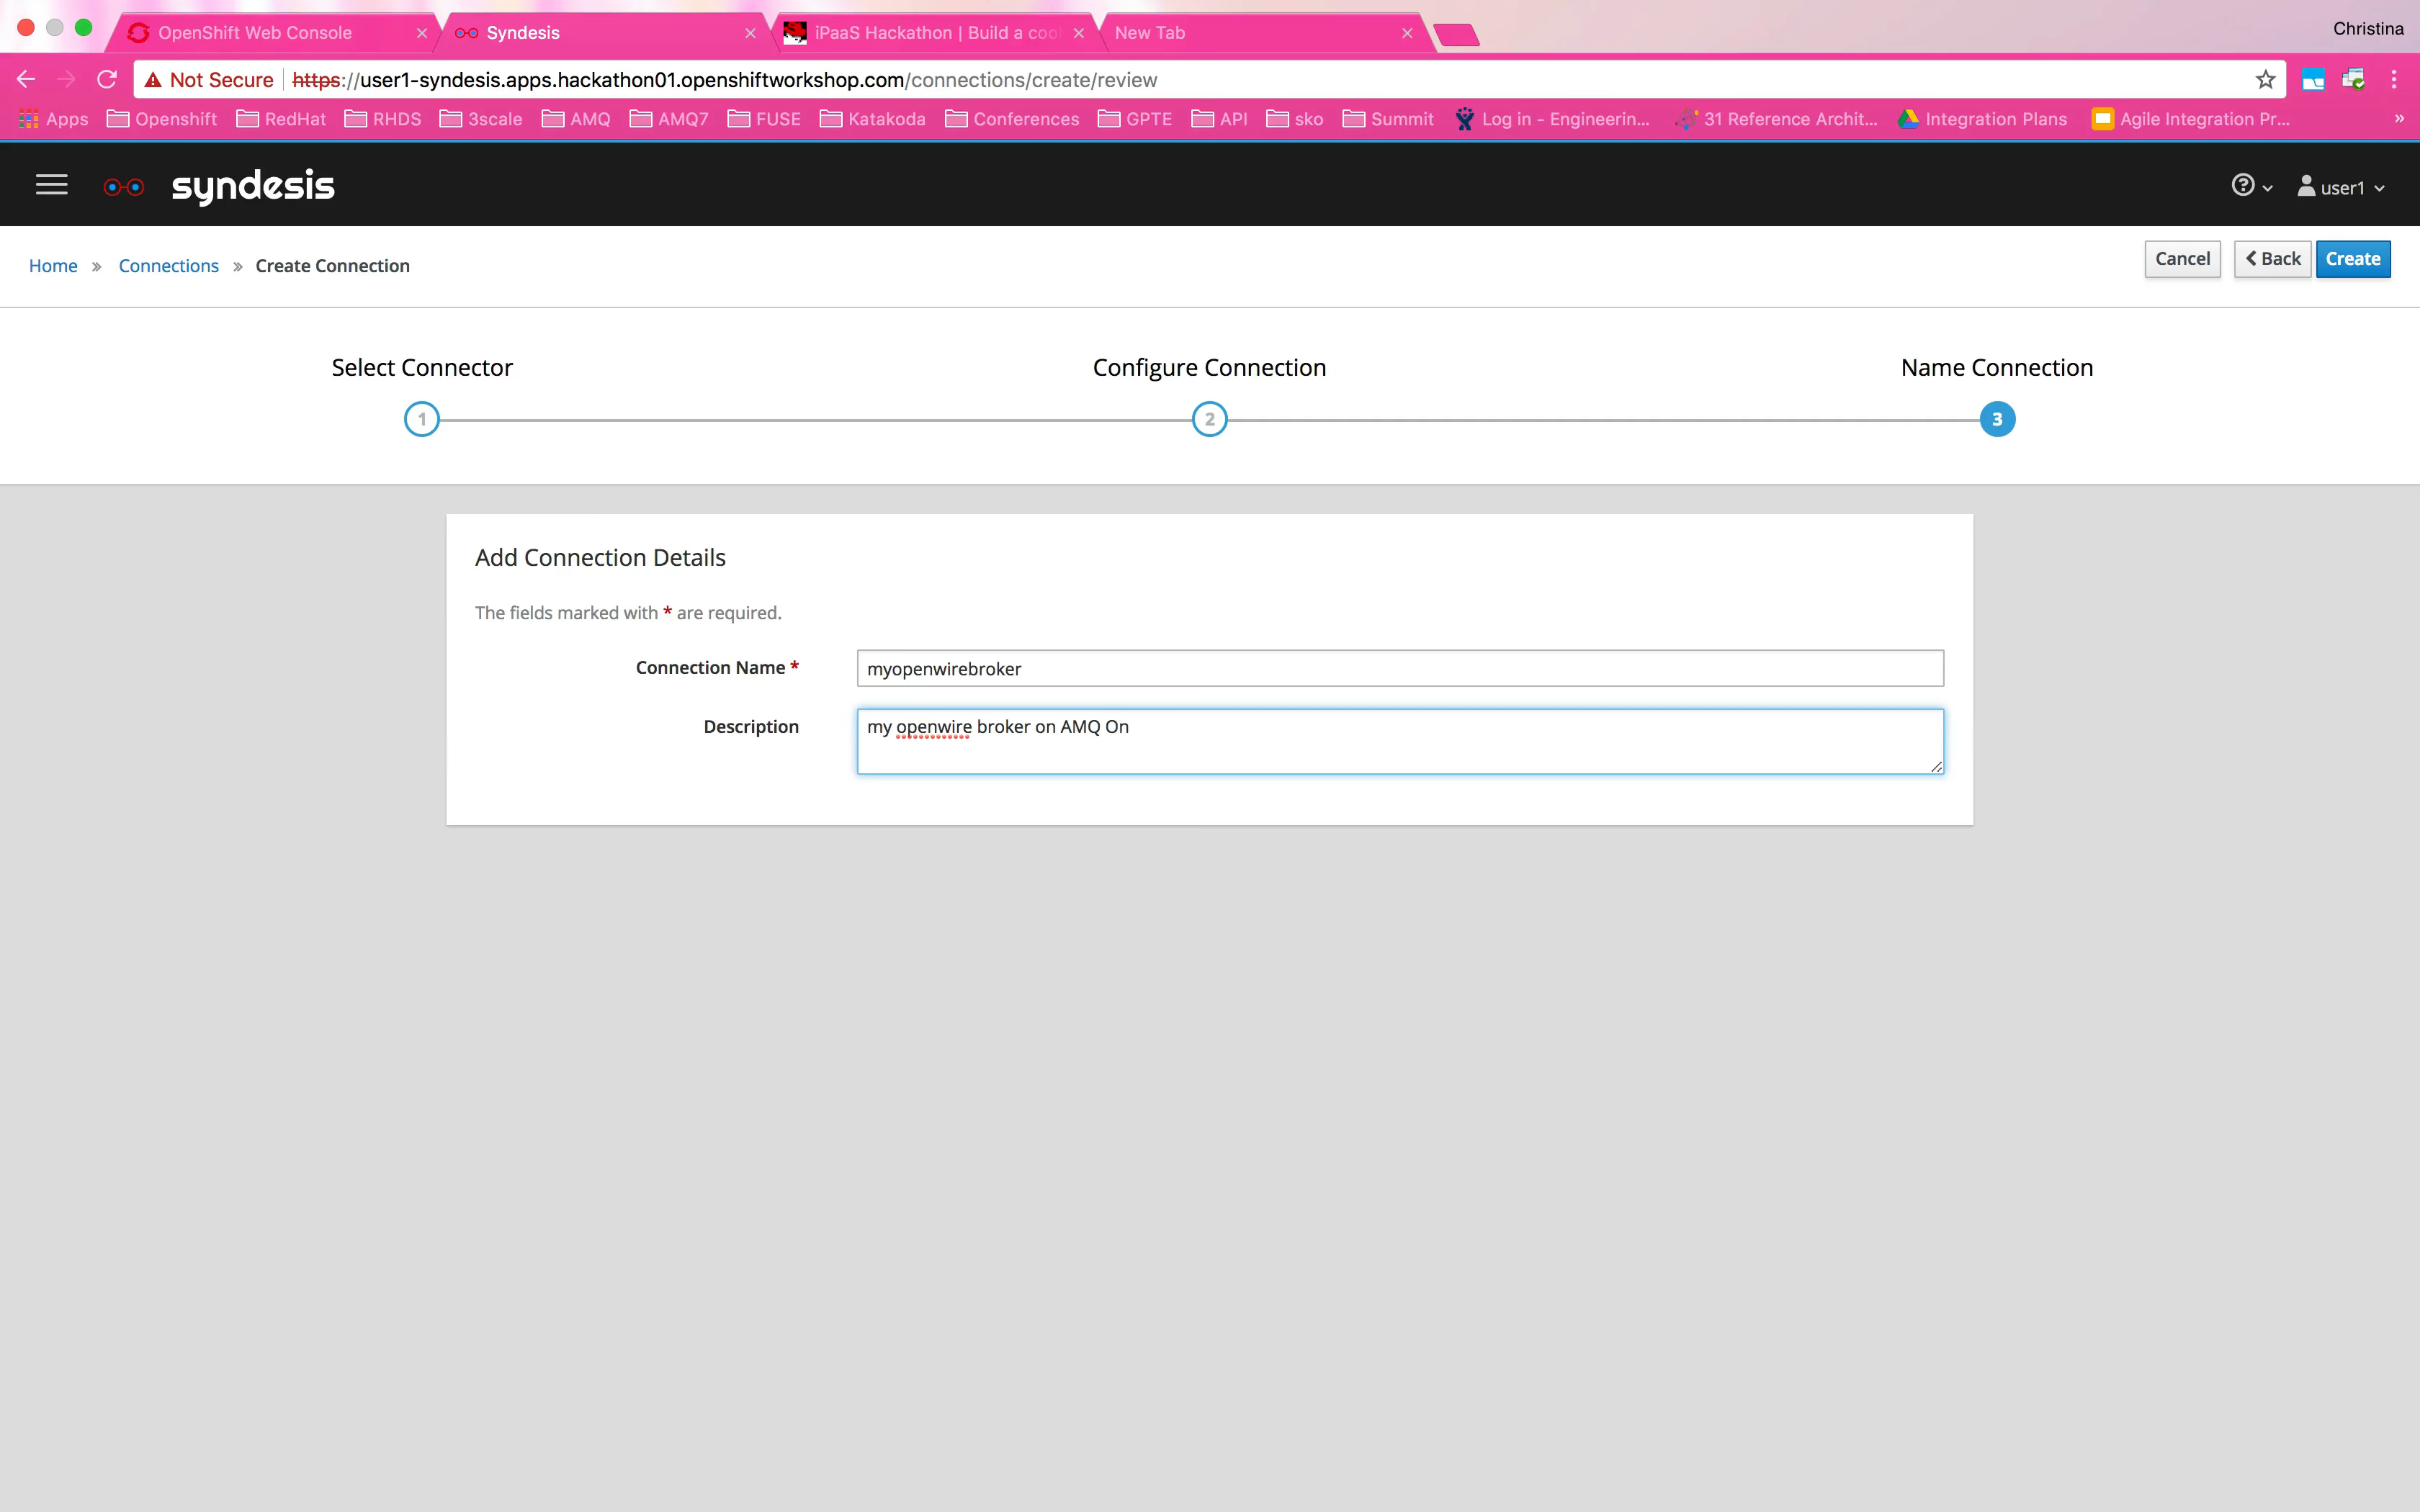 OpenShift Web Console
Syndesis
iPaaS Hackathon | Build a coo
New Tab
Christina
Not Secure https://user1-syndesis.apps.hackathon01.openshiftworkshop.com/connections/create/review
Apps Openshift RedHat RHDS 3scale AMQ AMQ7 FUSE Katakoda Conferences GPTE API sko Summit Log in - Engineerin... 31 Reference Archit... Integration Plans Agile Integration Pr... »
syndesis
user1
Home » Connections » Create Connection
Cancel Back Create
Select Connector Configure Connection Name Connection
1 2 3
Add Connection Details
The fields marked with * are required.
Connection Name * myopenwirebroker
Description my openwire broker on AMQ On